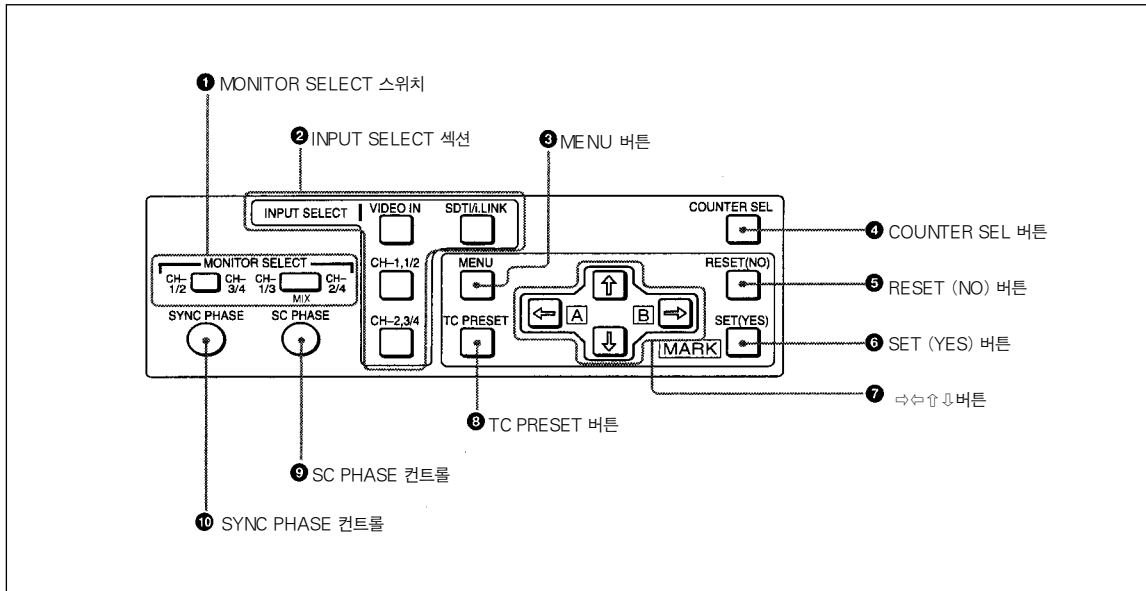 ❶ MONITOR SELECT 스위치
❷ INPUT SELECT 섹션
❸ MENU 버튼
INPUT SELECT
VIDEO IN
SDTI/i.LINK
COUNTER SEL
❹ COUNTER SEL 버튼
MONITOR SELECT
CH-1/2
CH-3/4
CH-1/3
MIX
CH-2/4
CH-1,1/2
MENU
RESET(NO)
❺ RESET (NO) 버튼
A
B
SYNC PHASE
SC PHASE
CH-2,3/4
TC PRESET
SET(YES)
MARK
❻ SET (YES) 버튼
❼ ⇨⇦⇧⇩버튼
❽ TC PRESET 버튼
❾ SC PHASE 컨트롤
❿ SYNC PHASE 컨트롤